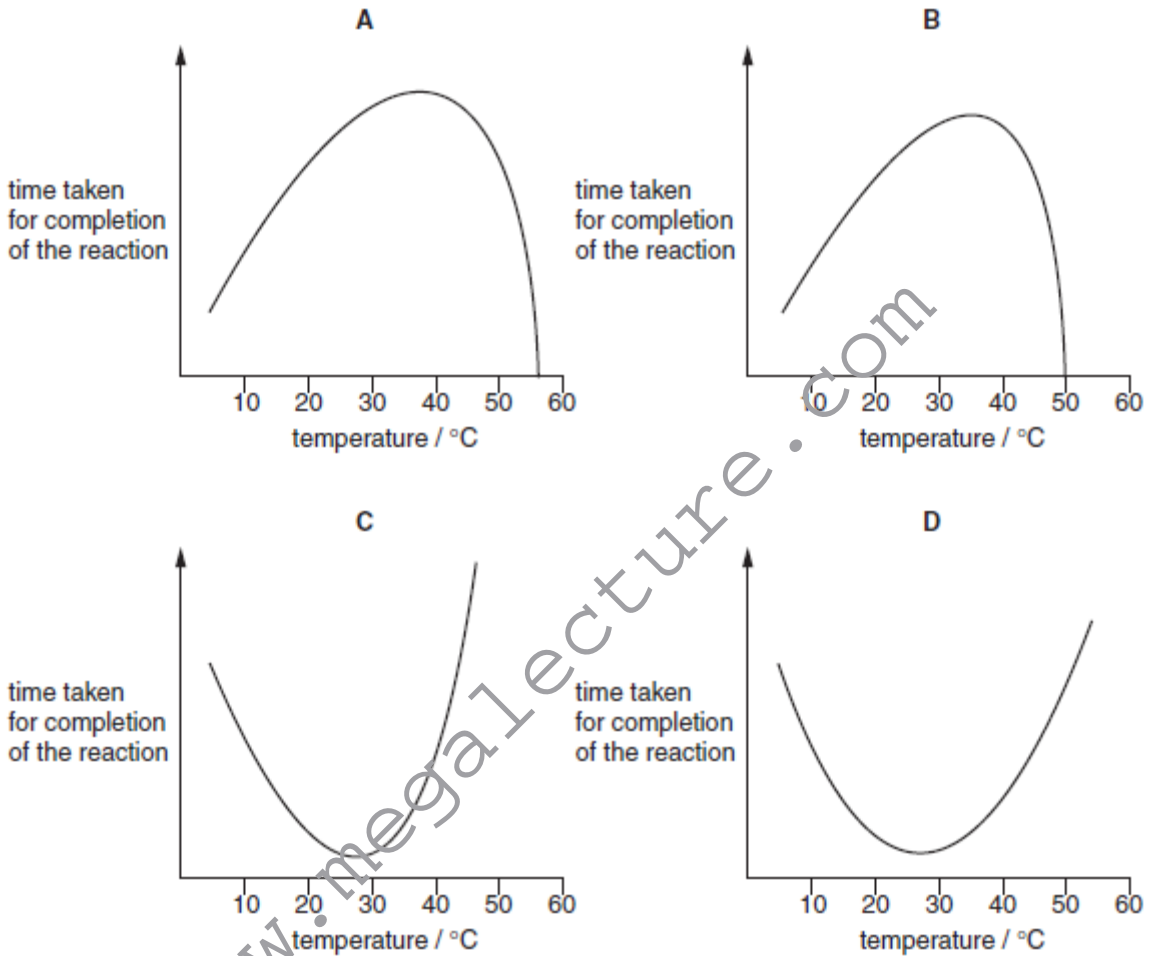 A
B
time taken
for completion
of the reaction
time taken
for completion
of the reaction
10 20 30 40 50 60
10 20 30 40 50 60
temperature / °C
temperature / °C
C
D
time taken
for completion
of the reaction
time taken
for completion
of the reaction
10 20 30 40 50 60
10 20 30 40 50 60
temperature / °C
temperature / °C
w.megalecture.com